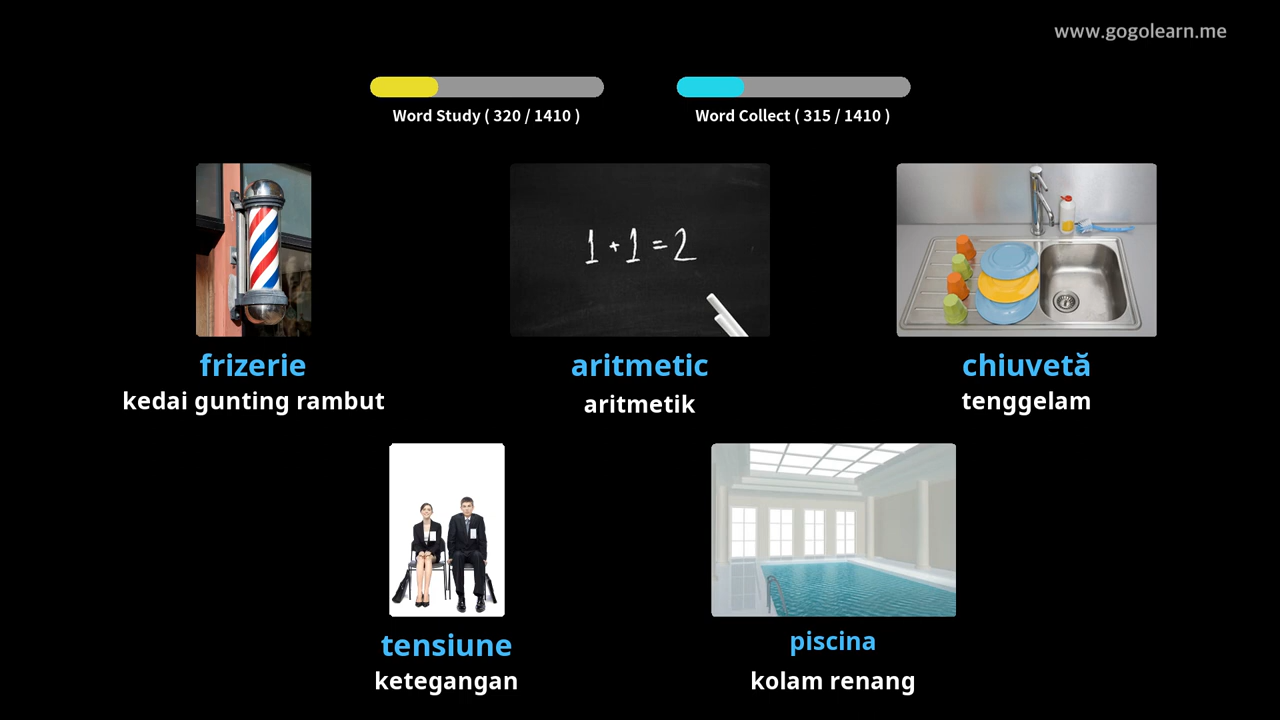 www.gogolearn.me
Word Study ( 320 / 1410 )
Word Collect ( 315 / 1410 )
1 + 1 = 2
frizerie
kedai gunting rambut
aritmetic
aritmetik
chiuvetă
tenggelam
tensiune
ketegangan
piscina
kolam renang